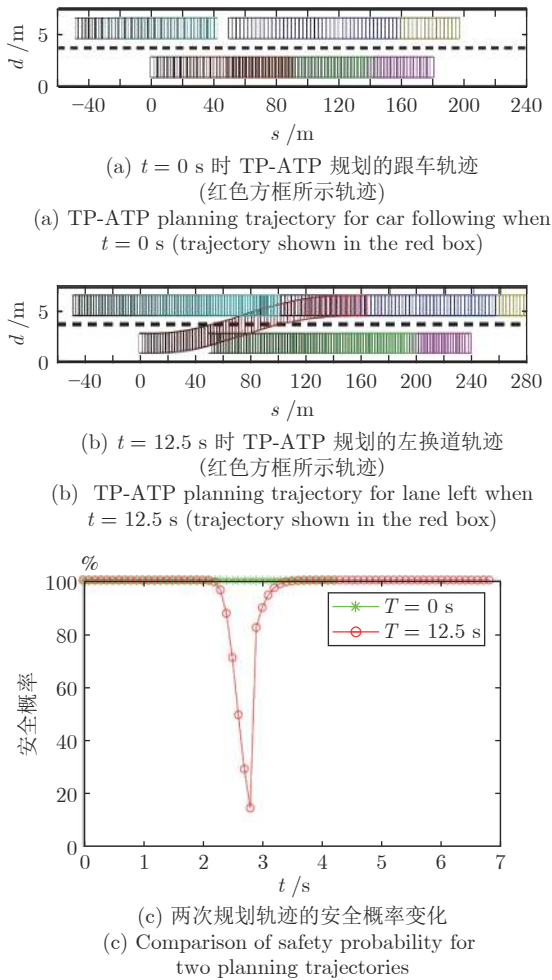 d /m
5
0
−40 0 40 80 120 160 200 240
s /m
(a) t = 0 s 时 TP-ATP 规划的跟车轨迹
(红色方框所示轨迹)
(a) TP-ATP planning trajectory for car following when
t = 0 s (trajectory shown in the red box)
d /m
5
0
−40 0 40 80 120 160 200 240 280
s /m
(b) t = 12.5 s 时 TP-ATP 规划的左换道轨迹
(红色方框所示轨迹)
(b) TP-ATP planning trajectory for lane left when
t = 12.5 s (trajectory shown in the red box)
%
100
80
60
40
20
0
安全概率
T = 0 s
T = 12.5 s
0 1 2 3 4 5 6 7
t /s
(c) 两次规划轨迹的安全概率变化
(c) Comparison of safety probability for
two planning trajectories